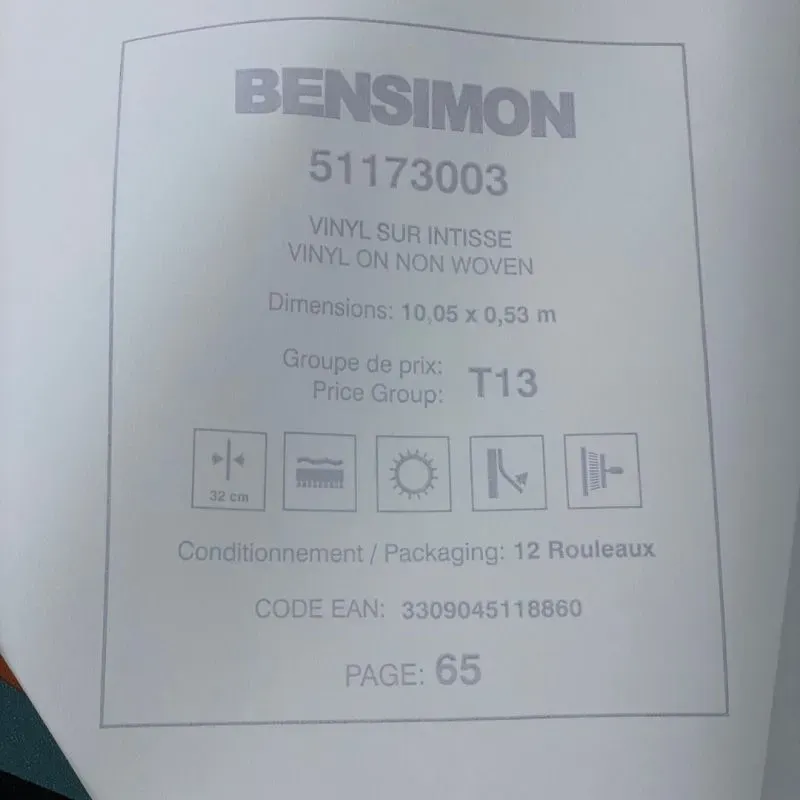 BENSIMON
51173003
VINYL SUR INTISSE
VINYL ON NON WOVEN
Dimensions: 10,05 x 0,53 m
Groupe de prix:
Price Group: T13
32 cm
Conditionnement / Packaging: 12 Rouleaux
CODE EAN: 3309045118860
PAGE: 65